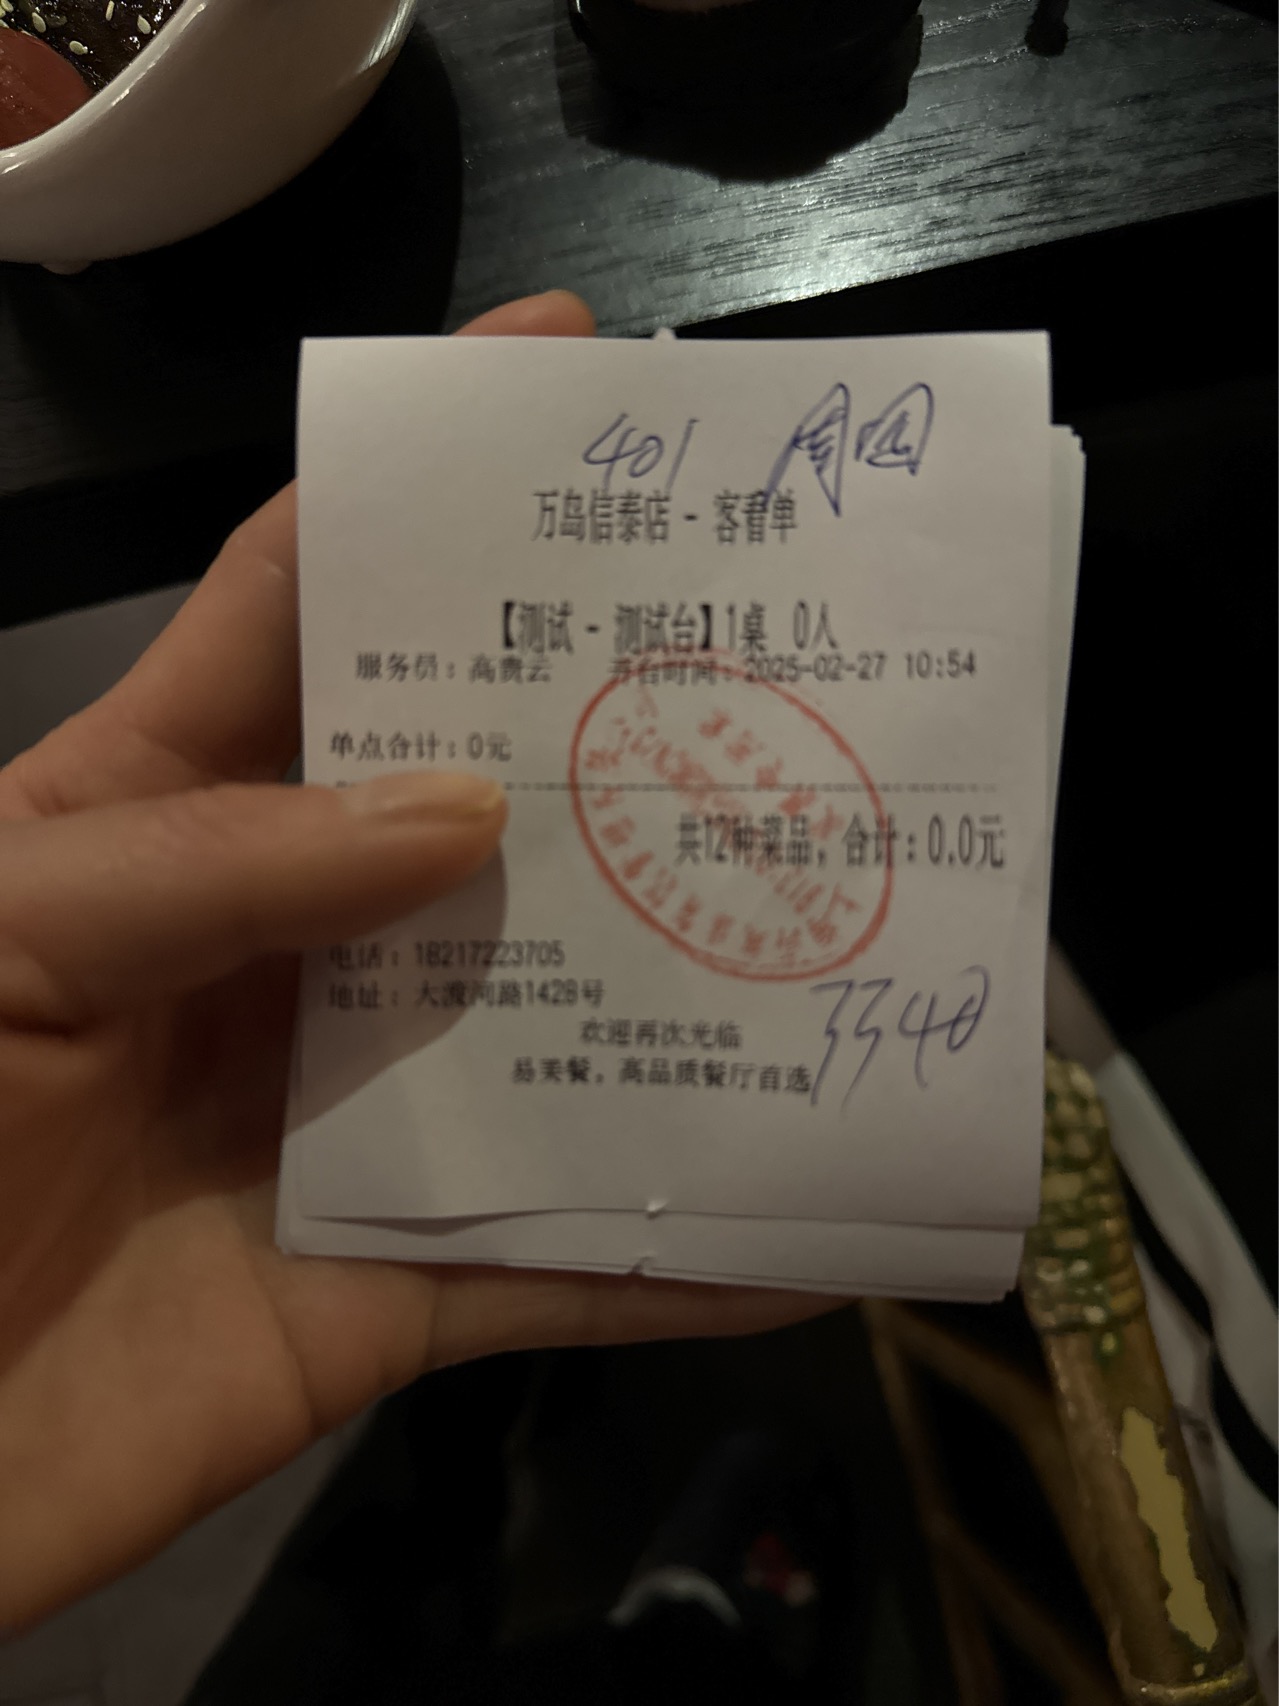 401
万岛信泰店 - 客看单
【测试 - 测试台】1桌 0人
服务员：高贵云 开台时间：2025-02-27 10:54
单点合计：0元
共12种菜品，合计：0.0元
电话：18217223705
地址：大渡河路1428号
欢迎再次光临
3340
易来餐，高品质餐厅首选